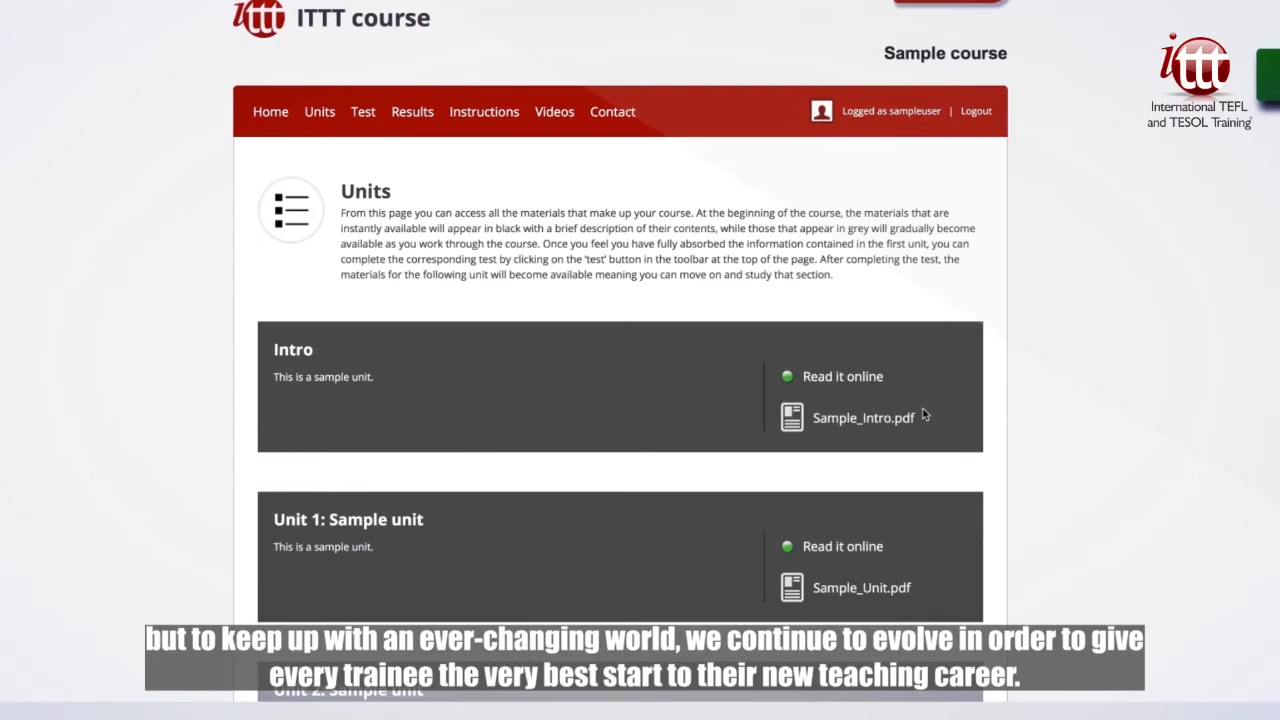 ittt ITTT course
Sample course
ittt
International TEFL
and TESOL Training
Home Units Test Results Instructions Videos Contact Logged as sampleuser | Logout
Units
From this page you can access all the materials that make up your course. At the beginning of the course, the materials that are
instantly available will appear in black with a brief description of their contents, while those that appear in grey will gradually become
available as you work through the course. Once you feel you have fully absorbed the information contained in the first unit, you can
complete the corresponding test by clicking on the 'test' button in the toolbar at the top of the page. After completing the test, the
materials for the following unit will become available meaning you can move on and study that section.
Intro
This is a sample unit.
Read it online
Sample_Intro.pdf
Unit 1: Sample unit
This is a sample unit.
Read it online
Sample_Unit.pdf
but to keep up with an ever-changing world, we continue to evolve in order to give
every trainee the very best start to their new teaching career.
Unit 2: Sample unit